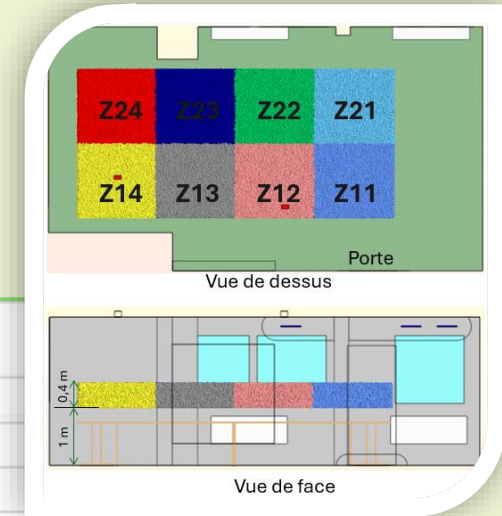 Z24 Z23 Z22 Z21
Z14 Z13 Z12 Z11
Porte
Vue de dessus
0,4 m
1 m
Vue de face